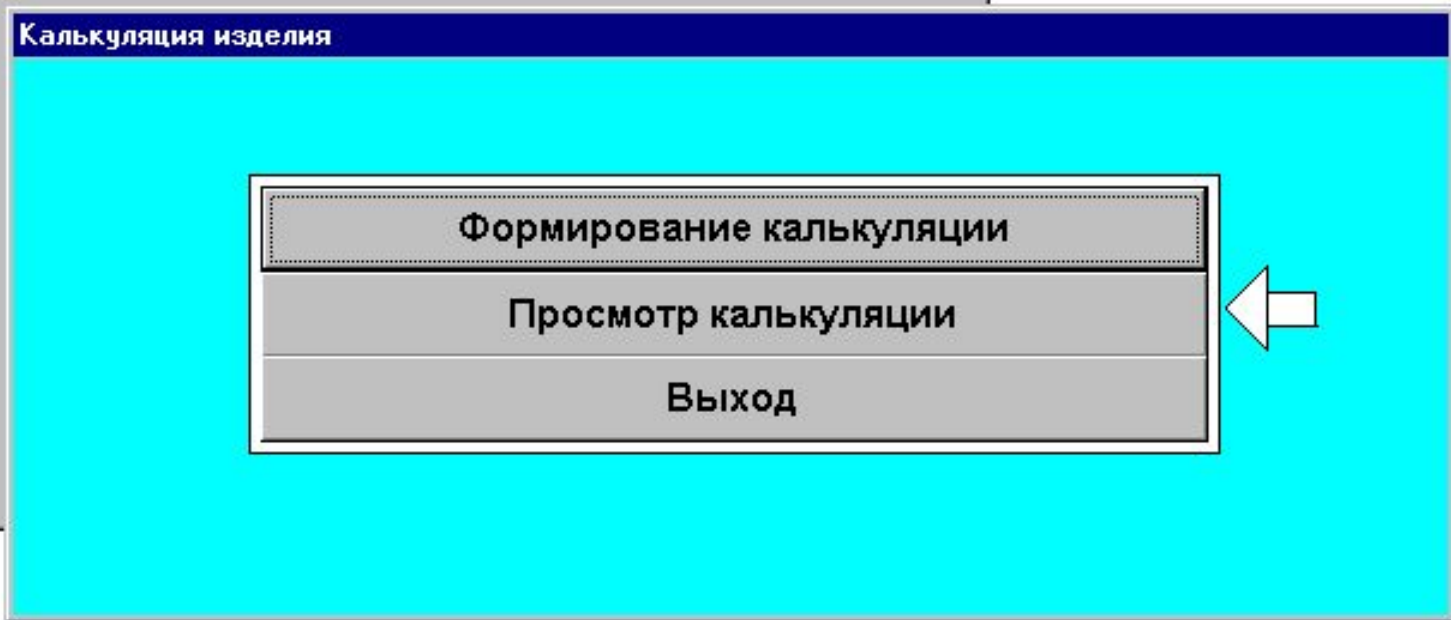 Калькуляция изделия
Формирование калькуляции
Просмотр калькуляции
Выход